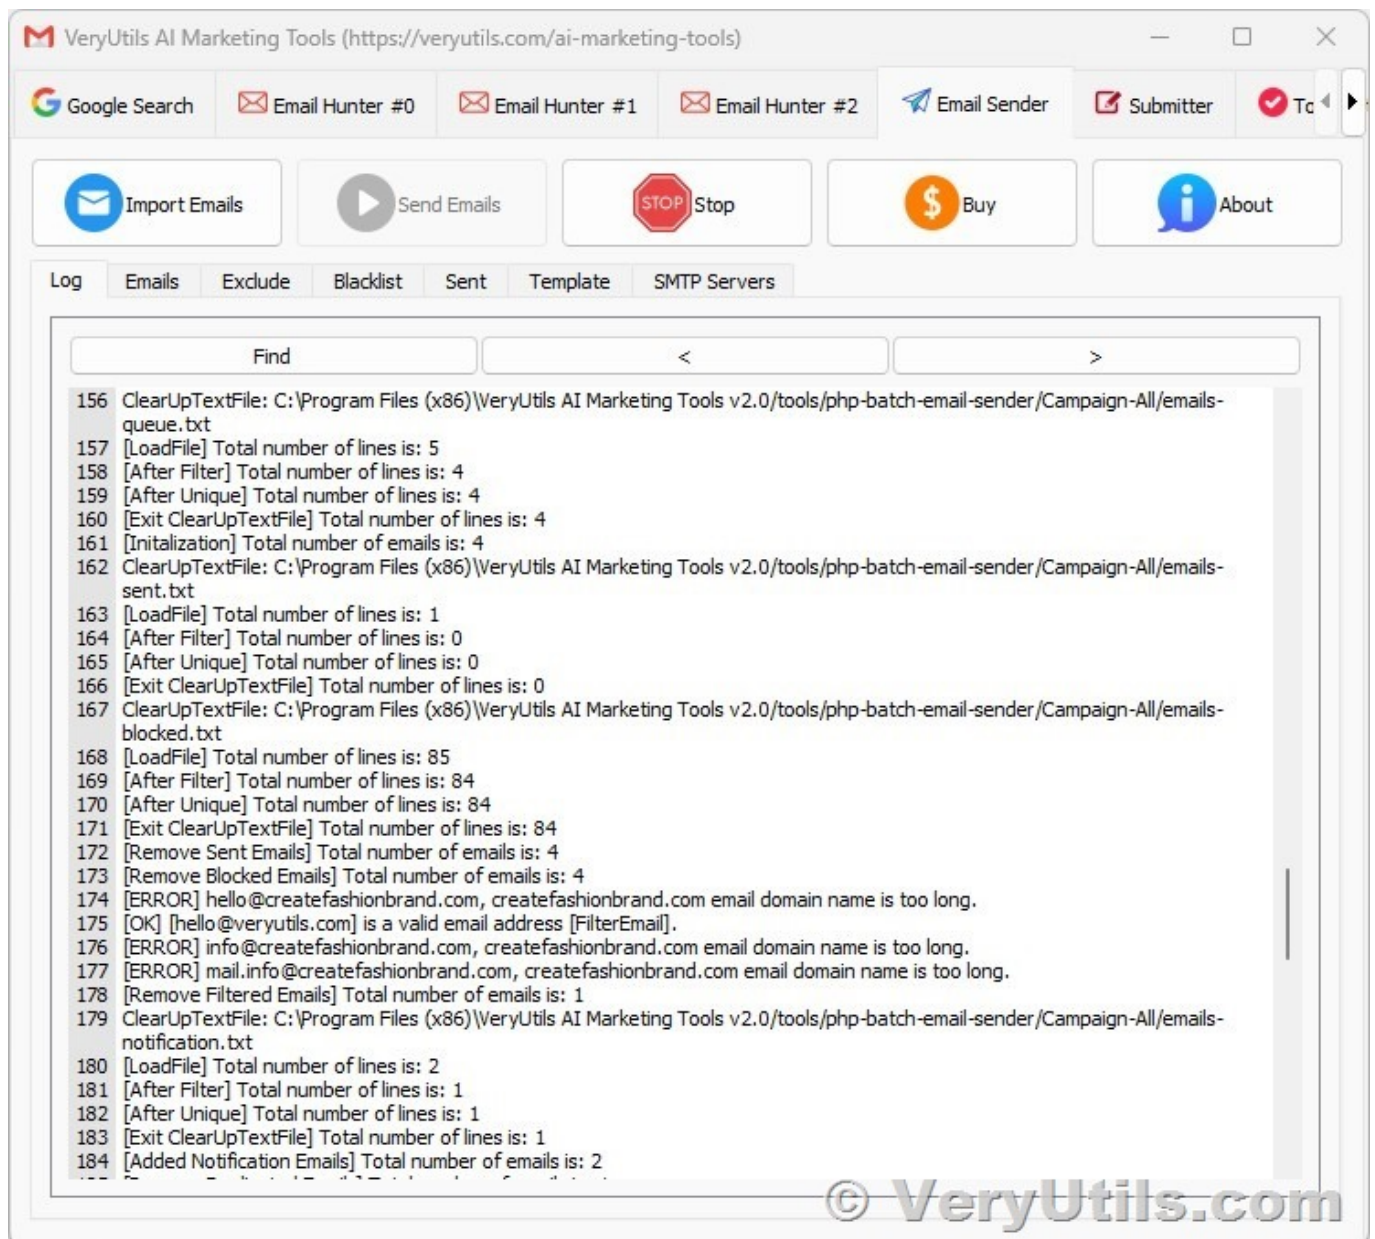 VeryUtils AI Marketing Tools (https://veryutils.com/ai-marketing-tools)
Google Search
Email Hunter #0
Email Hunter #1
Email Hunter #2
Email Sender
Submitter
Import Emails
Send Emails
STOP
Stop
$
Buy
i
About
Log
Emails
Exclude
Blacklist
Sent
Template
SMTP Servers
Find
<
>
156 ClearUpTextFile: C:\Program Files (x86)\VeryUtils AI Marketing Tools v2.0/tools/php-batch-email-sender/Campaign-All/emails-
queue.txt
157 [LoadFile] Total number of lines is: 5
158 [After Filter] Total number of lines is: 4
159 [After Unique] Total number of lines is: 4
160 [Exit ClearUpTextFile] Total number of lines is: 4
161 [Initalization] Total number of emails is: 4
162 ClearUpTextFile: C:\Program Files (x86)\VeryUtils AI Marketing Tools v2.0/tools/php-batch-email-sender/Campaign-All/emails-
sent.txt
163 [LoadFile] Total number of lines is: 1
164 [After Filter] Total number of lines is: 0
165 [After Unique] Total number of lines is: 0
166 [Exit ClearUpTextFile] Total number of lines is: 0
167 ClearUpTextFile: C:\Program Files (x86)\VeryUtils AI Marketing Tools v2.0/tools/php-batch-email-sender/Campaign-All/emails-
blocked.txt
168 [LoadFile] Total number of lines is: 85
169 [After Filter] Total number of lines is: 84
170 [After Unique] Total number of lines is: 84
171 [Exit ClearUpTextFile] Total number of lines is: 84
172 [Remove Sent Emails] Total number of emails is: 4
173 [Remove Blocked Emails] Total number of emails is: 4
174 [ERROR] hello@createfashionbrand.com, createfashionbrand.com email domain name is too long.
175 [OK] [hello@veryutils.com] is a valid email address [FilterEmail].
176 [ERROR] info@createfashionbrand.com, createfashionbrand.com email domain name is too long.
177 [ERROR] mail.info@createfashionbrand.com, createfashionbrand.com email domain name is too long.
178 [Remove Filtered Emails] Total number of emails is: 1
179 ClearUpTextFile: C:\Program Files (x86)\VeryUtils AI Marketing Tools v2.0/tools/php-batch-email-sender/Campaign-All/emails-
notification.txt
180 [LoadFile] Total number of lines is: 2
181 [After Filter] Total number of lines is: 1
182 [After Unique] Total number of lines is: 1
183 [Exit ClearUpTextFile] Total number of lines is: 1
184 [Added Notification Emails] Total number of emails is: 2
© VeryUtils.com